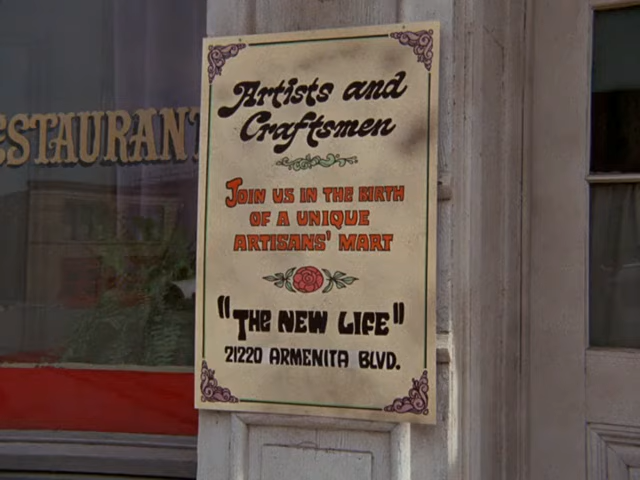 ESTAURANT
Artists and
Craftsmen
JOIN US IN THE BIRTH
OF A UNIQUE
ARTISANS' MART
"THE NEW LIFE"
21220 ARMENITA BLVD.